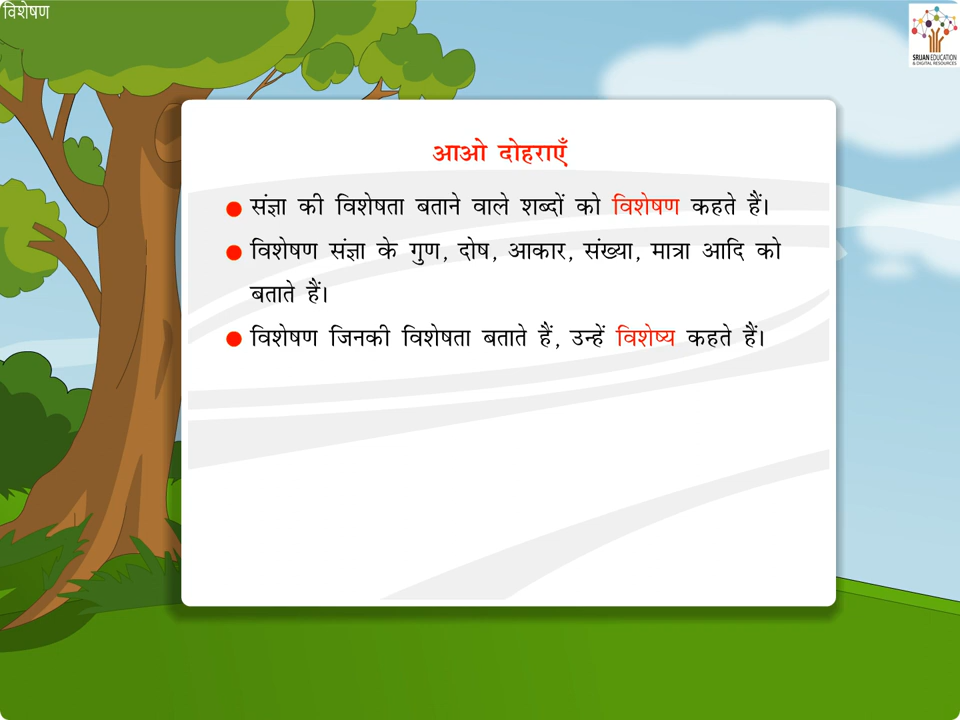 विशेषण
SRIJAN EDUCATION
& DIGITAL RESOURCES
आओ दोहराएँ
संज्ञा की विशेषता बताने वाले शब्दों को विशेषण कहते हैं।
विशेषण संज्ञा के गुण, दोष, आकार, संख्या, मात्रा आदि को
बताते हैं।
विशेषण जिनकी विशेषता बताते हैं, उन्हें विशेष्य कहते हैं।